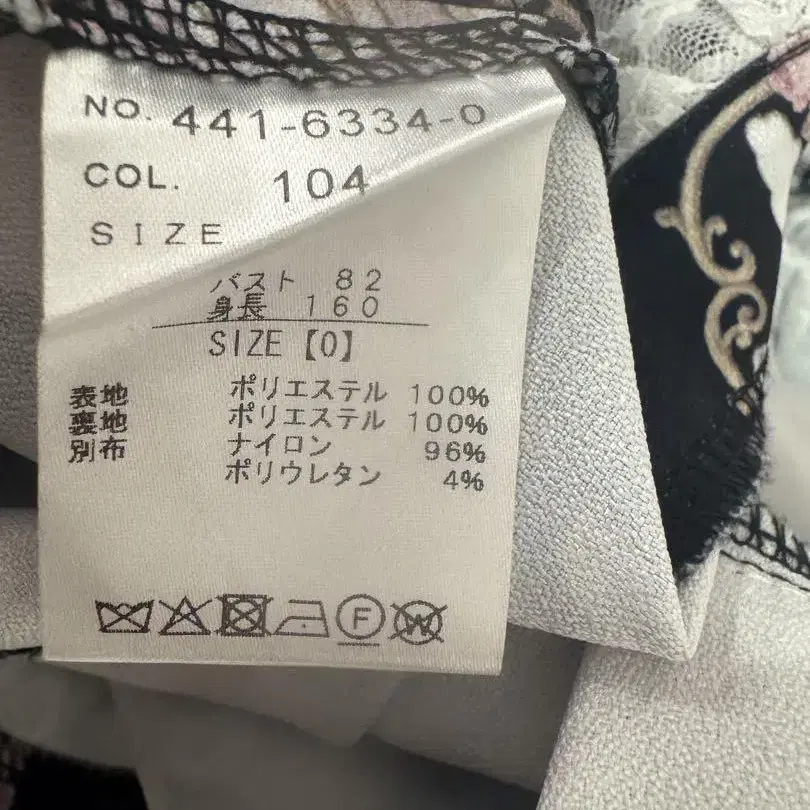 NO. 441-6334-0
COL. 104
SIZE
バスト 82
身長 160
SIZE【0】
表地 ポリエステル 100%
裏地 ポリエステル 100%
別布 ナイロン 96%
ポリウレタン 4%
F W